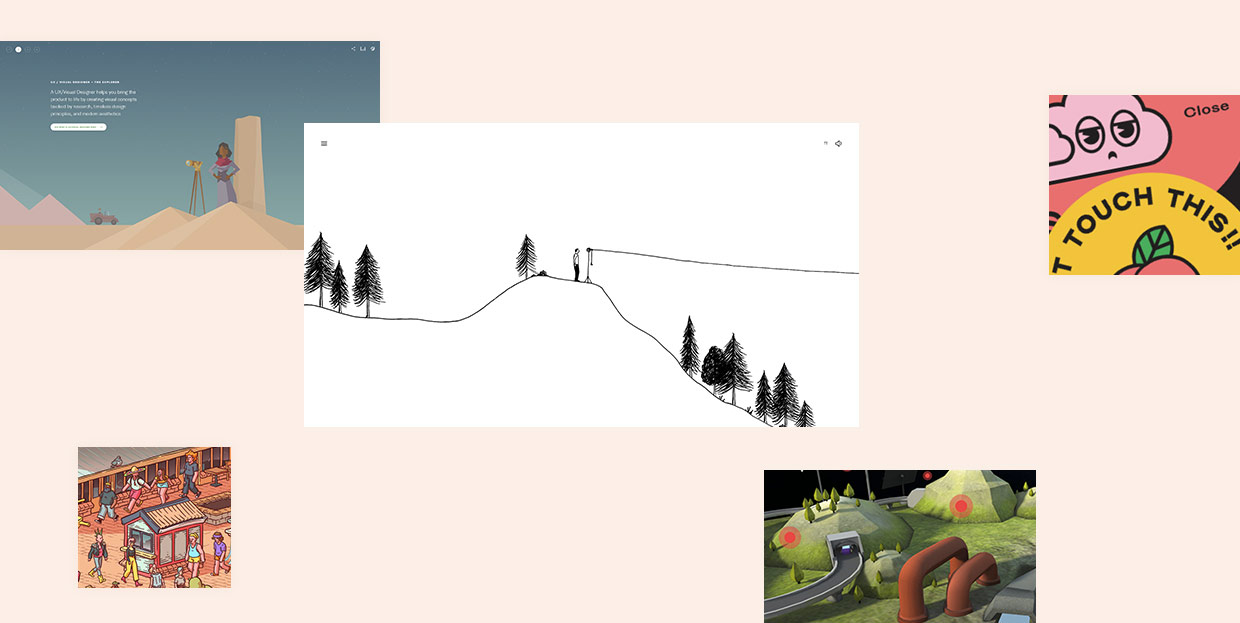 UX / VISUAL DESIGNER • THE EXPLORER
A UX/Visual Designer helps you bring the
product to life by creating visual concepts
backed by research, timeless design
principles, and modern aesthetics.
Close
T TOUCH THIS!!